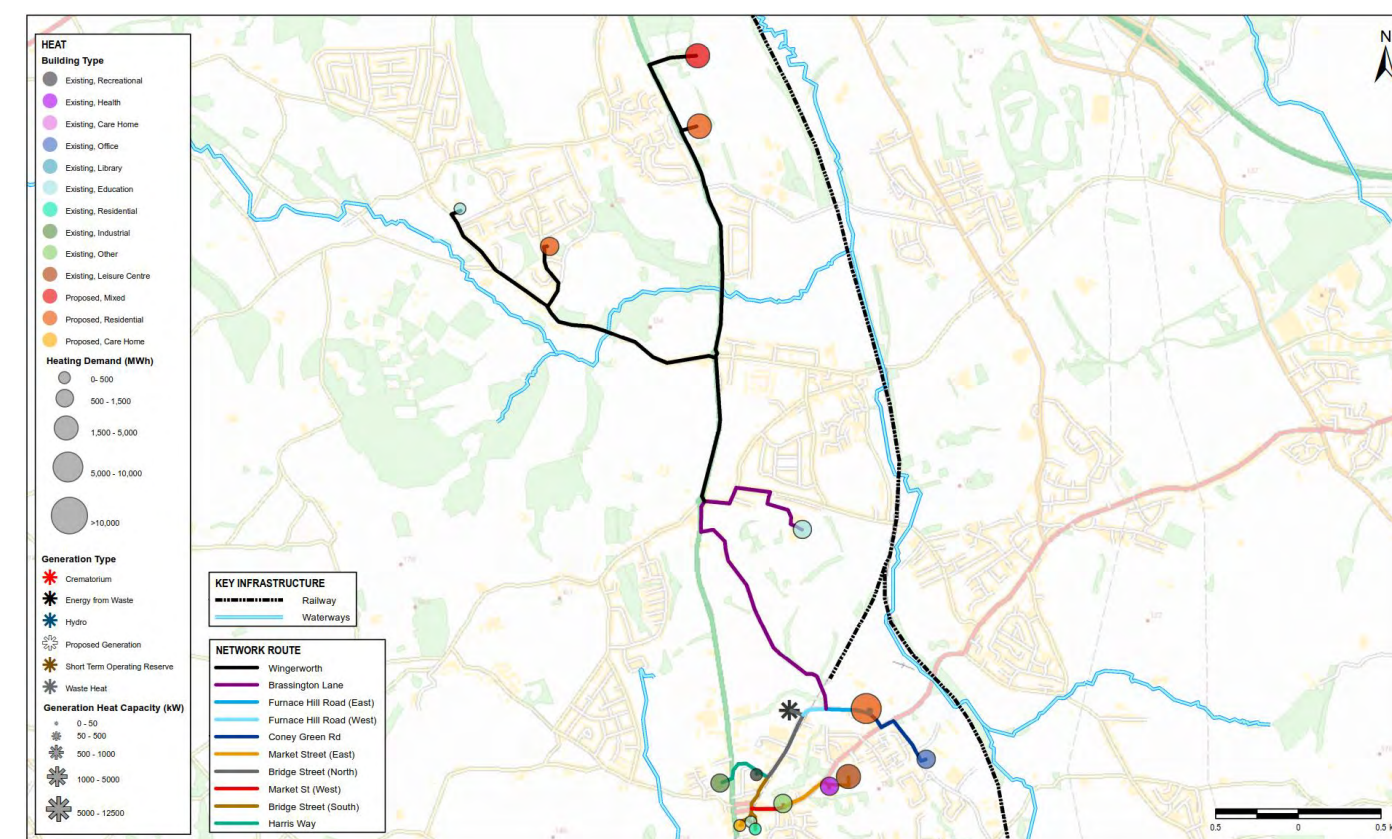 HEAT
Building Type
Existing, Recreational
Existing, Health
Existing, Care Home
Existing, Office
Existing, Library
Existing, Education
Existing, Residential
Existing, Industrial
Existing, Other
Existing, Leisure Centre
Proposed, Mixed
Proposed, Residential
Proposed, Care Home
Heating Demand (MWh)
0- 500
500 - 1,500
1,500 - 5,000
5,000 - 10,000
>10,000
Generation Type
Crematorium
Energy from Waste
Hydro
Proposed Generation
Short Term Operating Reserve
Waste Heat
Generation Heat Capacity (kW)
0 - 50
50 - 500
500 - 1000
1000 - 5000
5000 - 12500
KEY INFRASTRUCTURE
Railway
Waterways
NETWORK ROUTE
Wingerworth
Brassington Lane
Furnace Hill Road (East)
Furnace Hill Road (West)
Coney Green Rd
Market Street (East)
Bridge Street (North)
Market St (West)
Bridge Street (South)
Harris Way
N
0.5 0 0.5